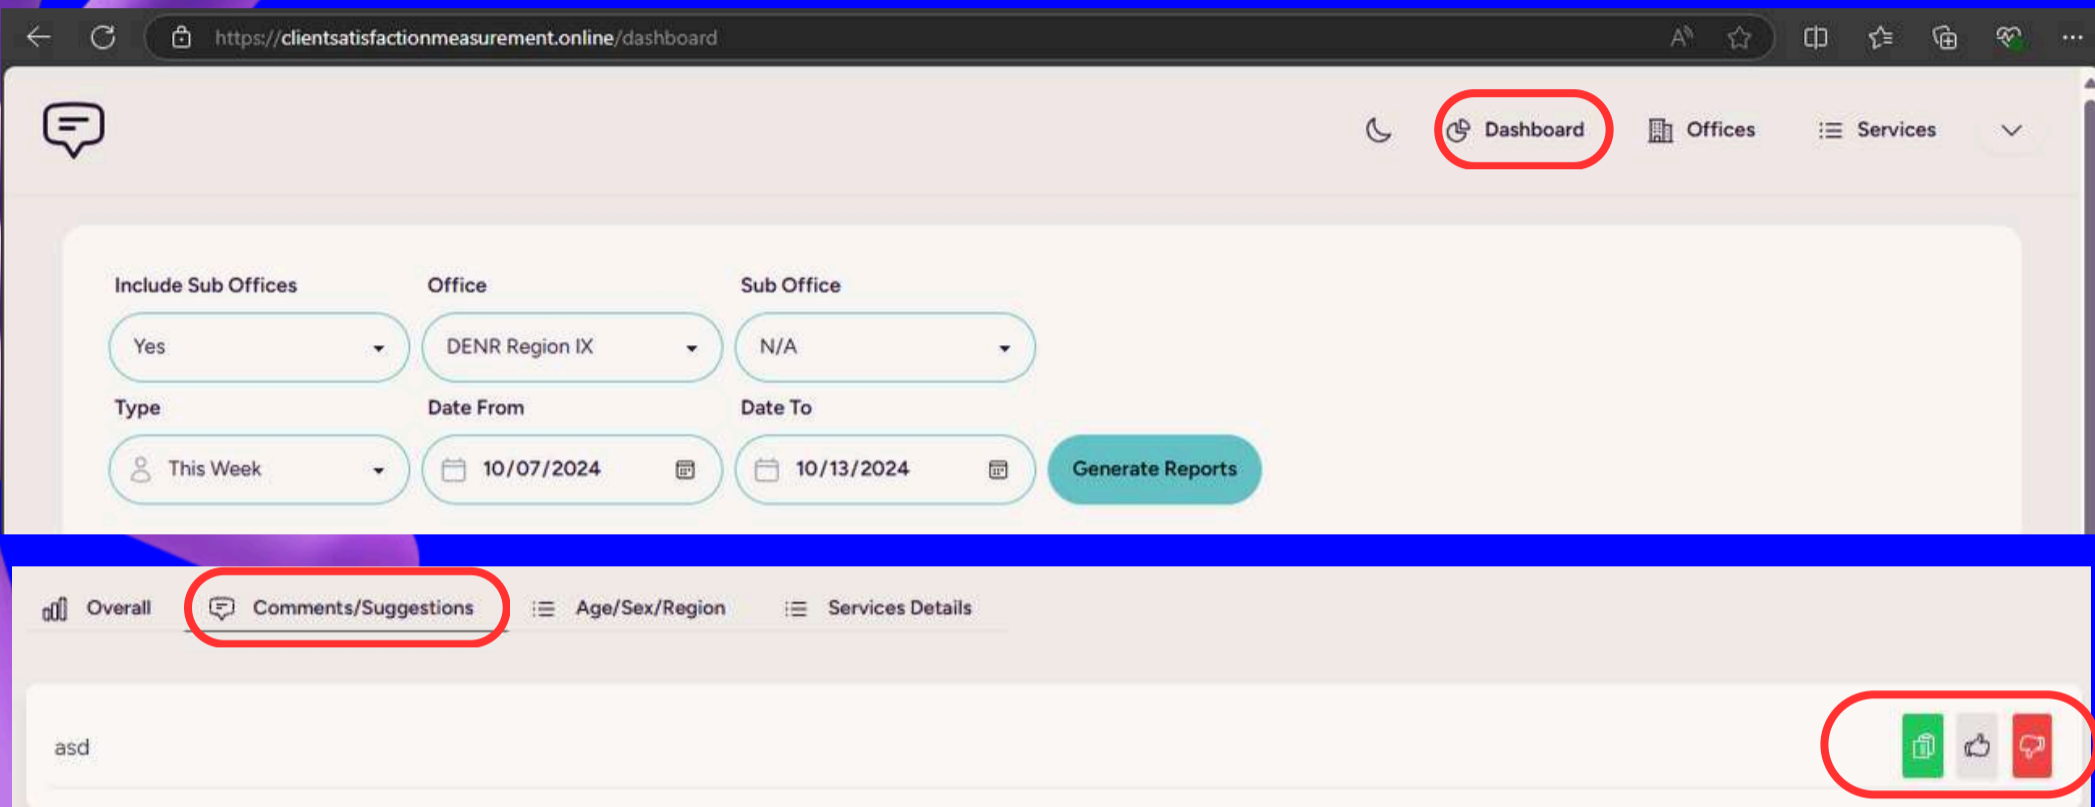 https://clientsatisfactionmeasurement.online/dashboard
Dashboard Offices Services
Include Sub Offices Office Sub Office
Yes DENR Region IX N/A
Type Date From Date To
This Week 10/07/2024 10/13/2024 Generate Reports
Overall Comments/Suggestions Age/Sex/Region Services Details
asd